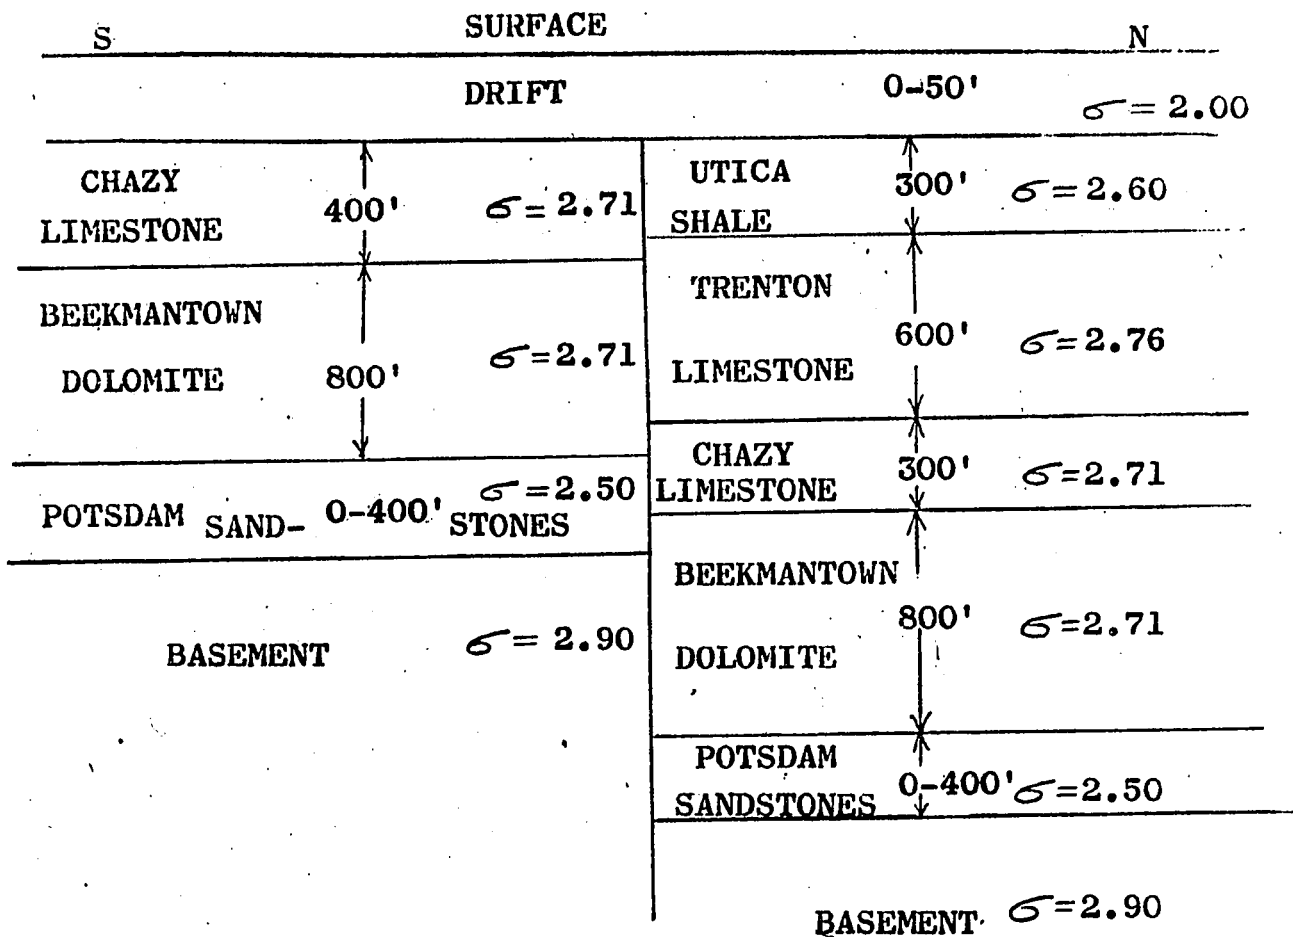 S SURFACE N
DRIFT 0-50' σ = 2.00
CHAZY
LIMESTONE 400' σ = 2.71
BEEKMANTOWN
DOLOMITE 800' σ = 2.71
POTSDAM SAND- 0-400' STONES σ = 2.50
BASEMENT σ = 2.90
UTICA
SHALE 300' σ = 2.60
TRENTON
LIMESTONE 600' σ = 2.76
CHAZY
LIMESTONE 300' σ = 2.71
BEEKMANTOWN
DOLOMITE 800' σ = 2.71
POTSDAM
SANDSTONES 0-400' σ = 2.50
BASEMENT σ = 2.90